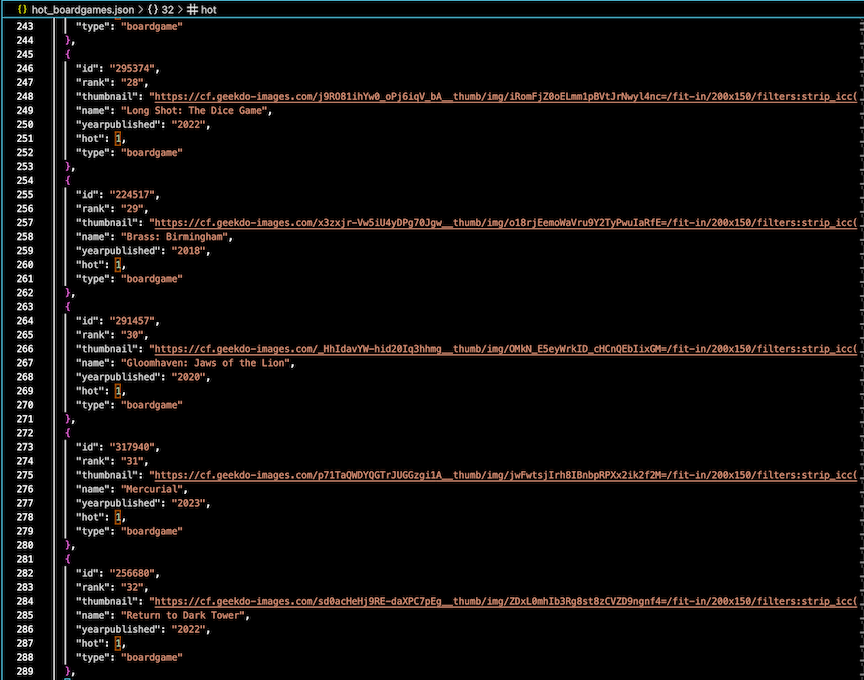 {} hot_boardgames.json > {} 32 > # hot
243 "type": "boardgame"
244 },
245 {
246 "id": "295374",
247 "rank": "28",
248 "thumbnail": "https://cf.geekdo-images.com/j9RO81ihYw0_oPj6iqV_bA__thumb/img/iRomFjZ0oELmm1pBVtJrNwyl4nc=/fit-in/200x150/filters:strip_icc(
249 "name": "Long Shot: The Dice Game",
250 "yearpublished": "2022",
251 "hot": 1,
252 "type": "boardgame"
253 },
254 {
255 "id": "224517",
256 "rank": "29",
257 "thumbnail": "https://cf.geekdo-images.com/x3zxjr-Vw5iU4yDPg70Jgw__thumb/img/o18rjEemoWaVru9Y2TyPwuIaRfE=/fit-in/200x150/filters:strip_icc(
258 "name": "Brass: Birmingham",
259 "yearpublished": "2018",
260 "hot": 1,
261 "type": "boardgame"
262 },
263 {
264 "id": "291457",
265 "rank": "30",
266 "thumbnail": "https://cf.geekdo-images.com/_HhIdavYW-hid20Iq3hhmg__thumb/img/OMkN_E5eyWrkID_cHCnQEbIixGM=/fit-in/200x150/filters:strip_icc(
267 "name": "Gloomhaven: Jaws of the Lion",
268 "yearpublished": "2020",
269 "hot": 1,
270 "type": "boardgame"
271 },
272 {
273 "id": "317940",
274 "rank": "31",
275 "thumbnail": "https://cf.geekdo-images.com/p71TaQWDYQGTrJUGGzgi1A__thumb/img/jwFwtsjIrh8IBnbpRPXx2ik2f2M=/fit-in/200x150/filters:strip_icc(
276 "name": "Mercurial",
277 "yearpublished": "2023",
278 "hot": 1,
279 "type": "boardgame"
280 },
281 {
282 "id": "256680",
283 "rank": "32",
284 "thumbnail": "https://cf.geekdo-images.com/sd0acHeHj9RE-daXPC7pEg__thumb/img/ZDxL0mhIb3Rg8st8zCVZD9ngnf4=/fit-in/200x150/filters:strip_icc(
285 "name": "Return to Dark Tower",
286 "yearpublished": "2022",
287 "hot": 1,
288 "type": "boardgame"
289 },